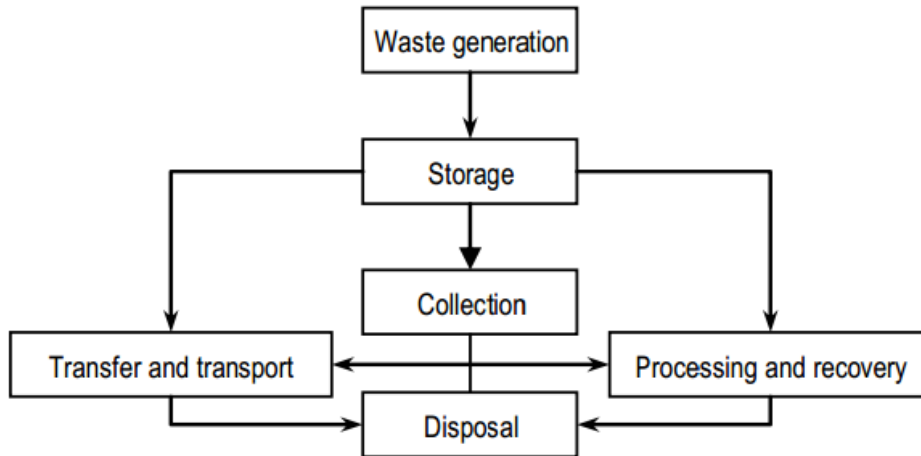 Waste generation
Storage
Collection
Transfer and transport
Processing and recovery
Disposal